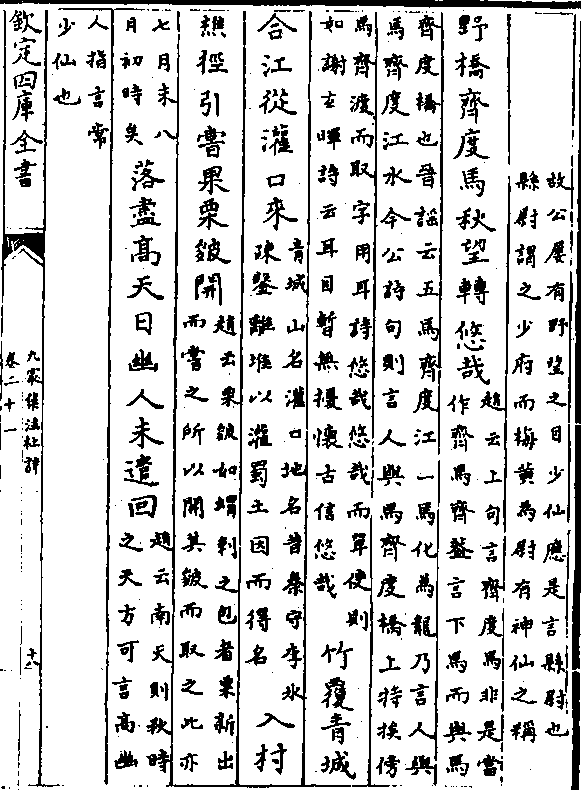 故公屢有野望之目少仙應是言縣尉也
縣尉謂之少府而梅黄為尉有神仙之稱
野橋齊度馬秋望轉悠哉
趙云上句言齊度馬非是當
作齊馬齊蓋言下馬而與馬
齊度橋也晉謡云五馬齊度江一馬化為龍乃言人與
馬齊度江水今公詩句則言人與馬齊度橋上特挨傍
馬齊渡而取字用耳詩悠哉悠哉而單使則
如謝玄暉詩云耳目暫無擾懷古信悠哉
竹覆青城
合江從灌口來
青城山名灌口地名昔秦守李氷
疎鑿離堆以灌蜀土因而得名
入村
樵徑引嘗果栗皺開
趙云栗皺如蝟刺之包者栗新出
而嘗之所以開其皺而取之此亦
七月末八
月初時矣
落盡髙天日幽人未遣回
趙云南天則秋時
之天方可言髙幽
人指言常
少仙也
欽定四庫全書
九家集注杜詩
卷二十一
十八